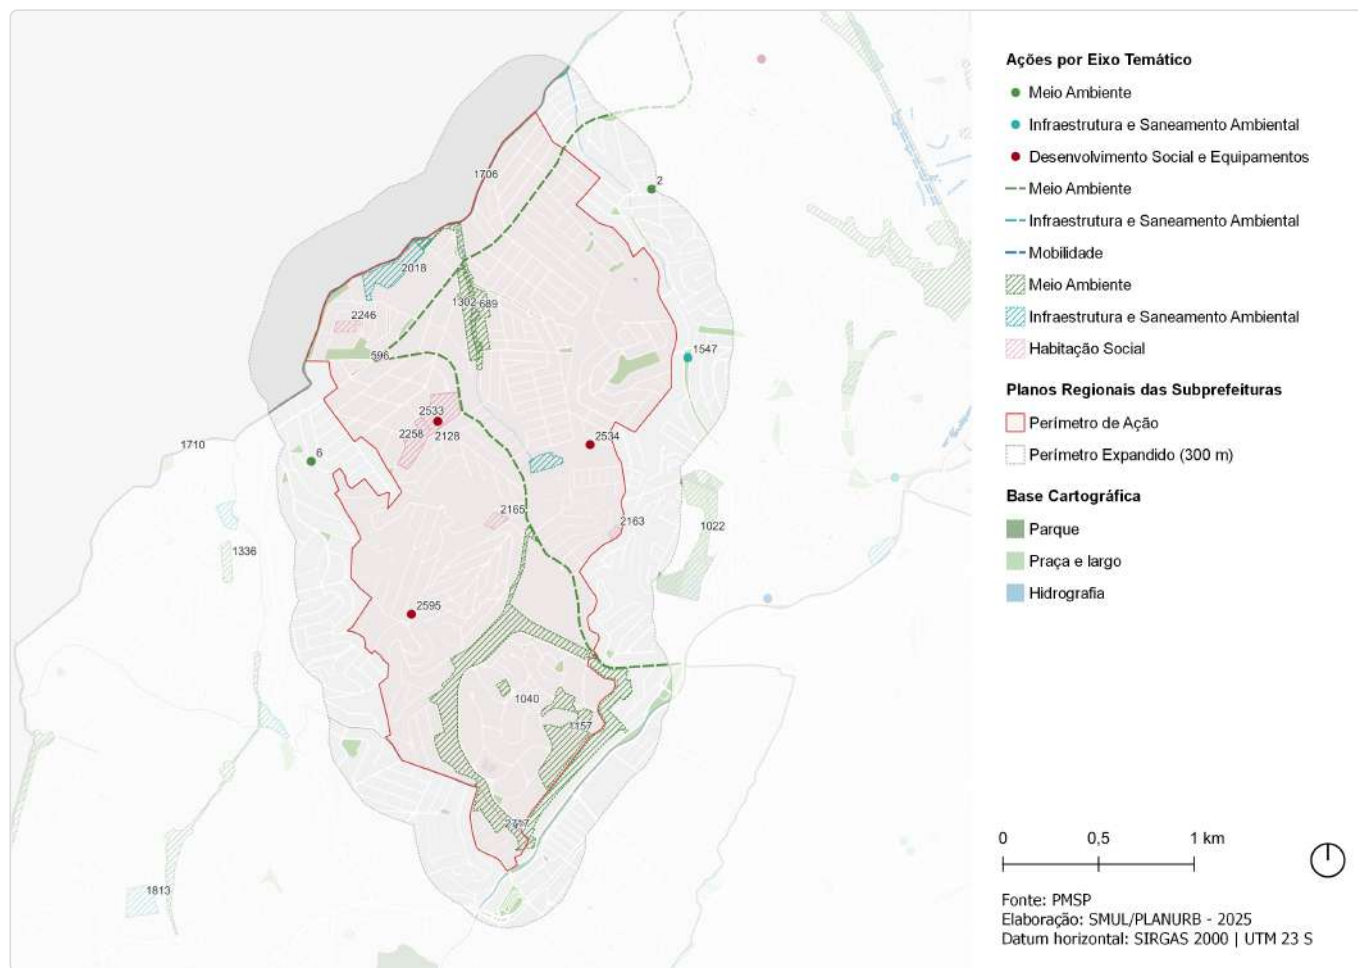 2
1706
2018
1302
689
2246
596
1547
2533
2258
2128
2534
1710
6
2165
2163
1022
1336
2595
1040
1157
1813
Ações por Eixo Temático
Meio Ambiente
Infraestrutura e Saneamento Ambiental
Desenvolvimento Social e Equipamentos
Meio Ambiente
Infraestrutura e Saneamento Ambiental
Mobilidade
Meio Ambiente
Infraestrutura e Saneamento Ambiental
Habitação Social
Planos Regionais das Subprefeituras
Perímetro de Ação
Perímetro Expandido (300 m)
Base Cartográfica
Parque
Praça e largo
Hidrografia
0 0,5 1 km
Fonte: PMSP
Elaboração: SMUL/PLANURB - 2025
Datum horizontal: SIRGAS 2000 | UTM 23 S